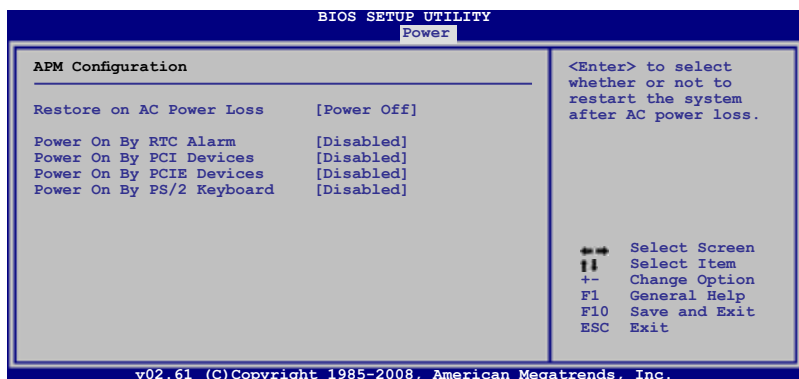 BIOS SETUP UTILITY
Power
APM Configuration
Restore on AC Power Loss [Power Off]
Power On By RTC Alarm [Disabled]
Power On By PCI Devices [Disabled]
Power On By PCIE Devices [Disabled]
Power On By PS/2 Keyboard [Disabled]
<Enter> to select
whether or not to
restart the system
after AC power loss.
←→ Select Screen
↑↓ Select Item
+- Change Option
F1 General Help
F10 Save and Exit
ESC Exit
v02.61 (C)Copyright 1985-2008, American Megatrends, Inc.